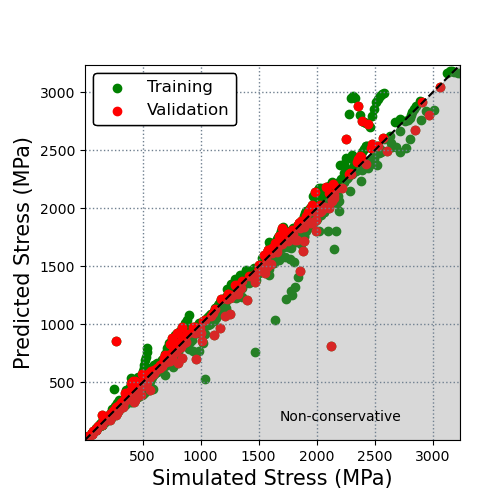 Training
Validation
Predicted Stress (MPa)
3000
2500
2000
1500
1000
500
Non-conservative
500 1000 1500 2000 2500 3000
Simulated Stress (MPa)